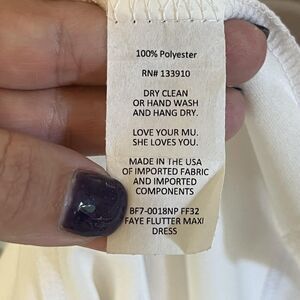 100% Polyester
RN# 133910
DRY CLEAN
OR HAND WASH
AND HANG DRY.
LOVE YOUR MU.
SHE LOVES YOU.
MADE IN THE USA
OF IMPORTED FABRIC
AND IMPORTED
COMPONENTS
BF7-0018NP FF32
FAYE FLUTTER MAXI
DRESS